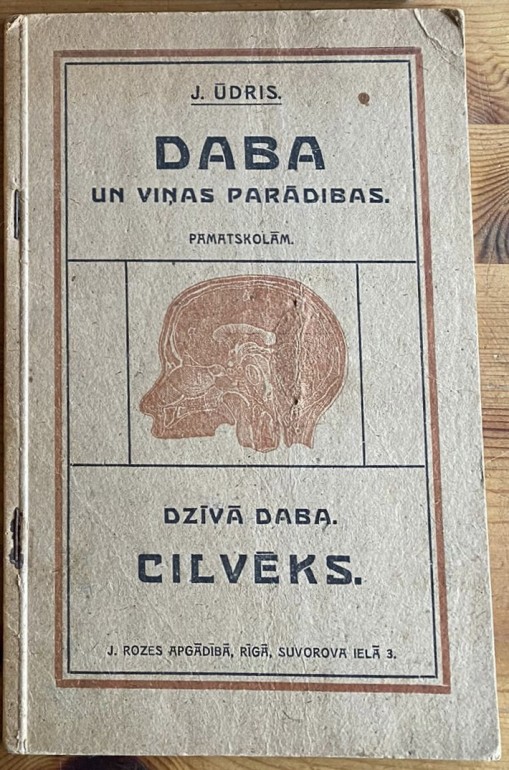 J. ŪDRIS.
DABA
UN VIŅAS PARĀDIBAS.
PAMATSKOLĀM.
DZĪVĀ DABA.
CILVĒKS.
J. ROZES APGĀDĪBĀ, RĪGĀ, SUVOROVA IELĀ 3.